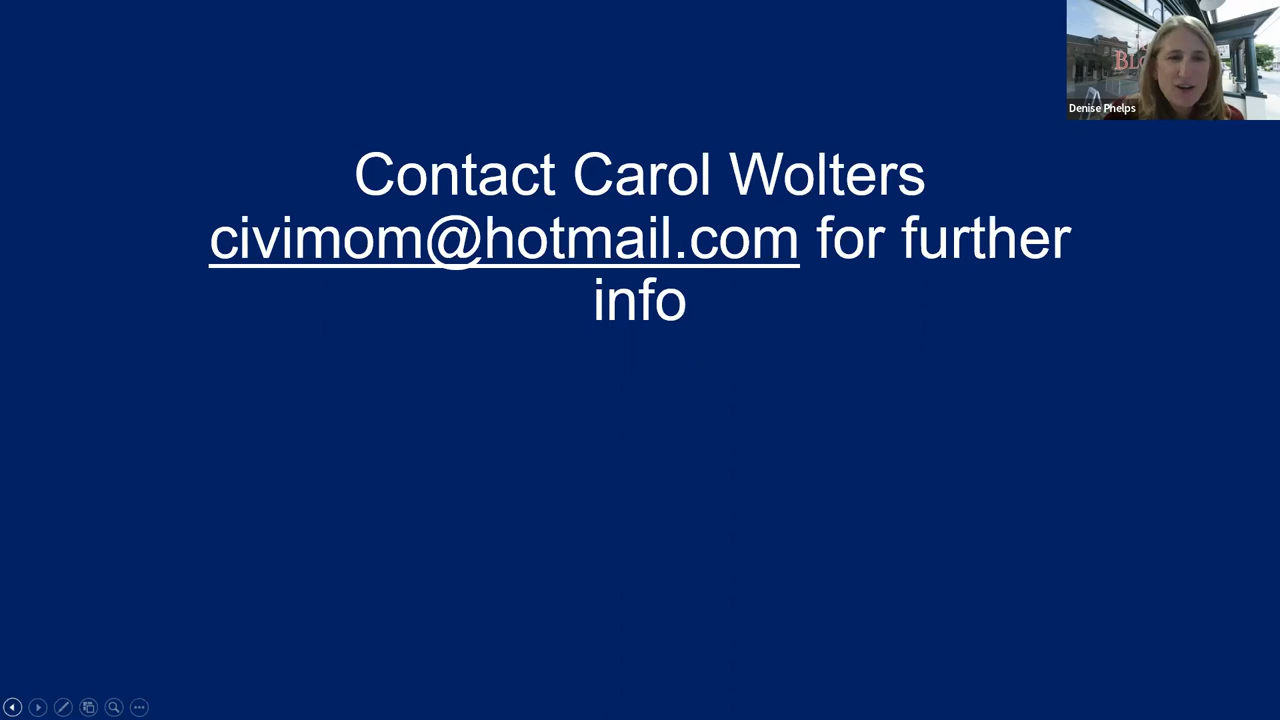 Denise Phelps
Contact Carol Wolters
civimom@hotmail.com for further
info